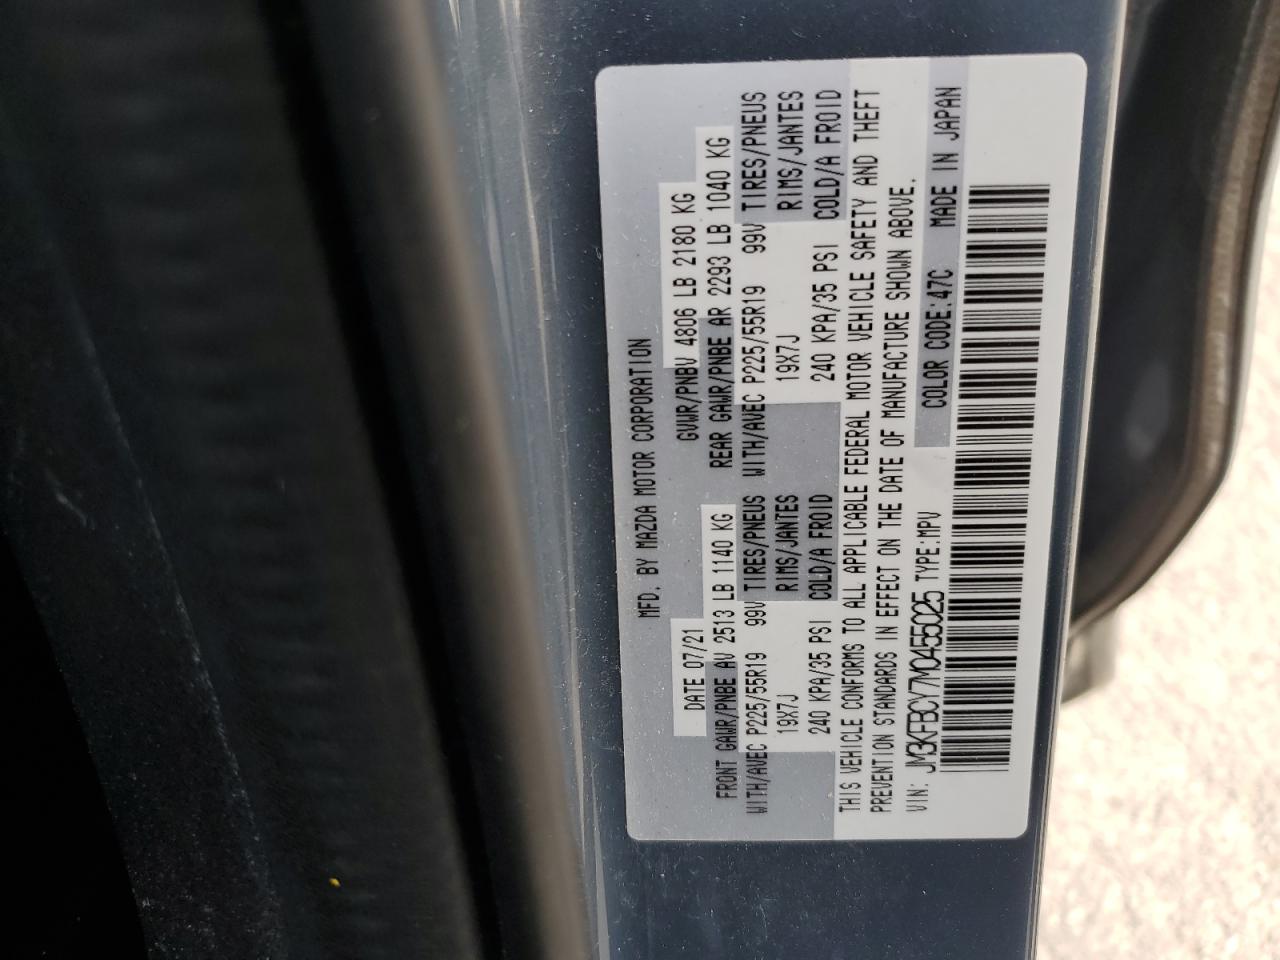 MFD. BY MAZDA MOTOR CORPORATION
DATE 07/21 GVWR/PNBV 4806 LB 2180 KG
FRONT GAWR/PNBE AV 2513 LB 1140 KG REAR GAWR/PNBE AR 2293 LB 1040 KG
WITH/AVEC P225/55R19 99V TIRES/PNEUS WITH/AVEC P225/55R19 99V TIRES/PNEUS
19X7J RIMS/JANTES 19X7J RIMS/JANTES
240 KPA/35 PSI COLD/A FROID 240 KPA/35 PSI COLD/A FROID
THIS VEHICLE CONFORMS TO ALL APPLICABLE FEDERAL MOTOR VEHICLE SAFETY AND THEFT
PREVENTION STANDARDS IN EFFECT ON THE DATE OF MANUFACTURE SHOWN ABOVE.
VIN: JM3KFBCY7M0455025 TYPE:MPV COLOR CODE:47C MADE IN JAPAN